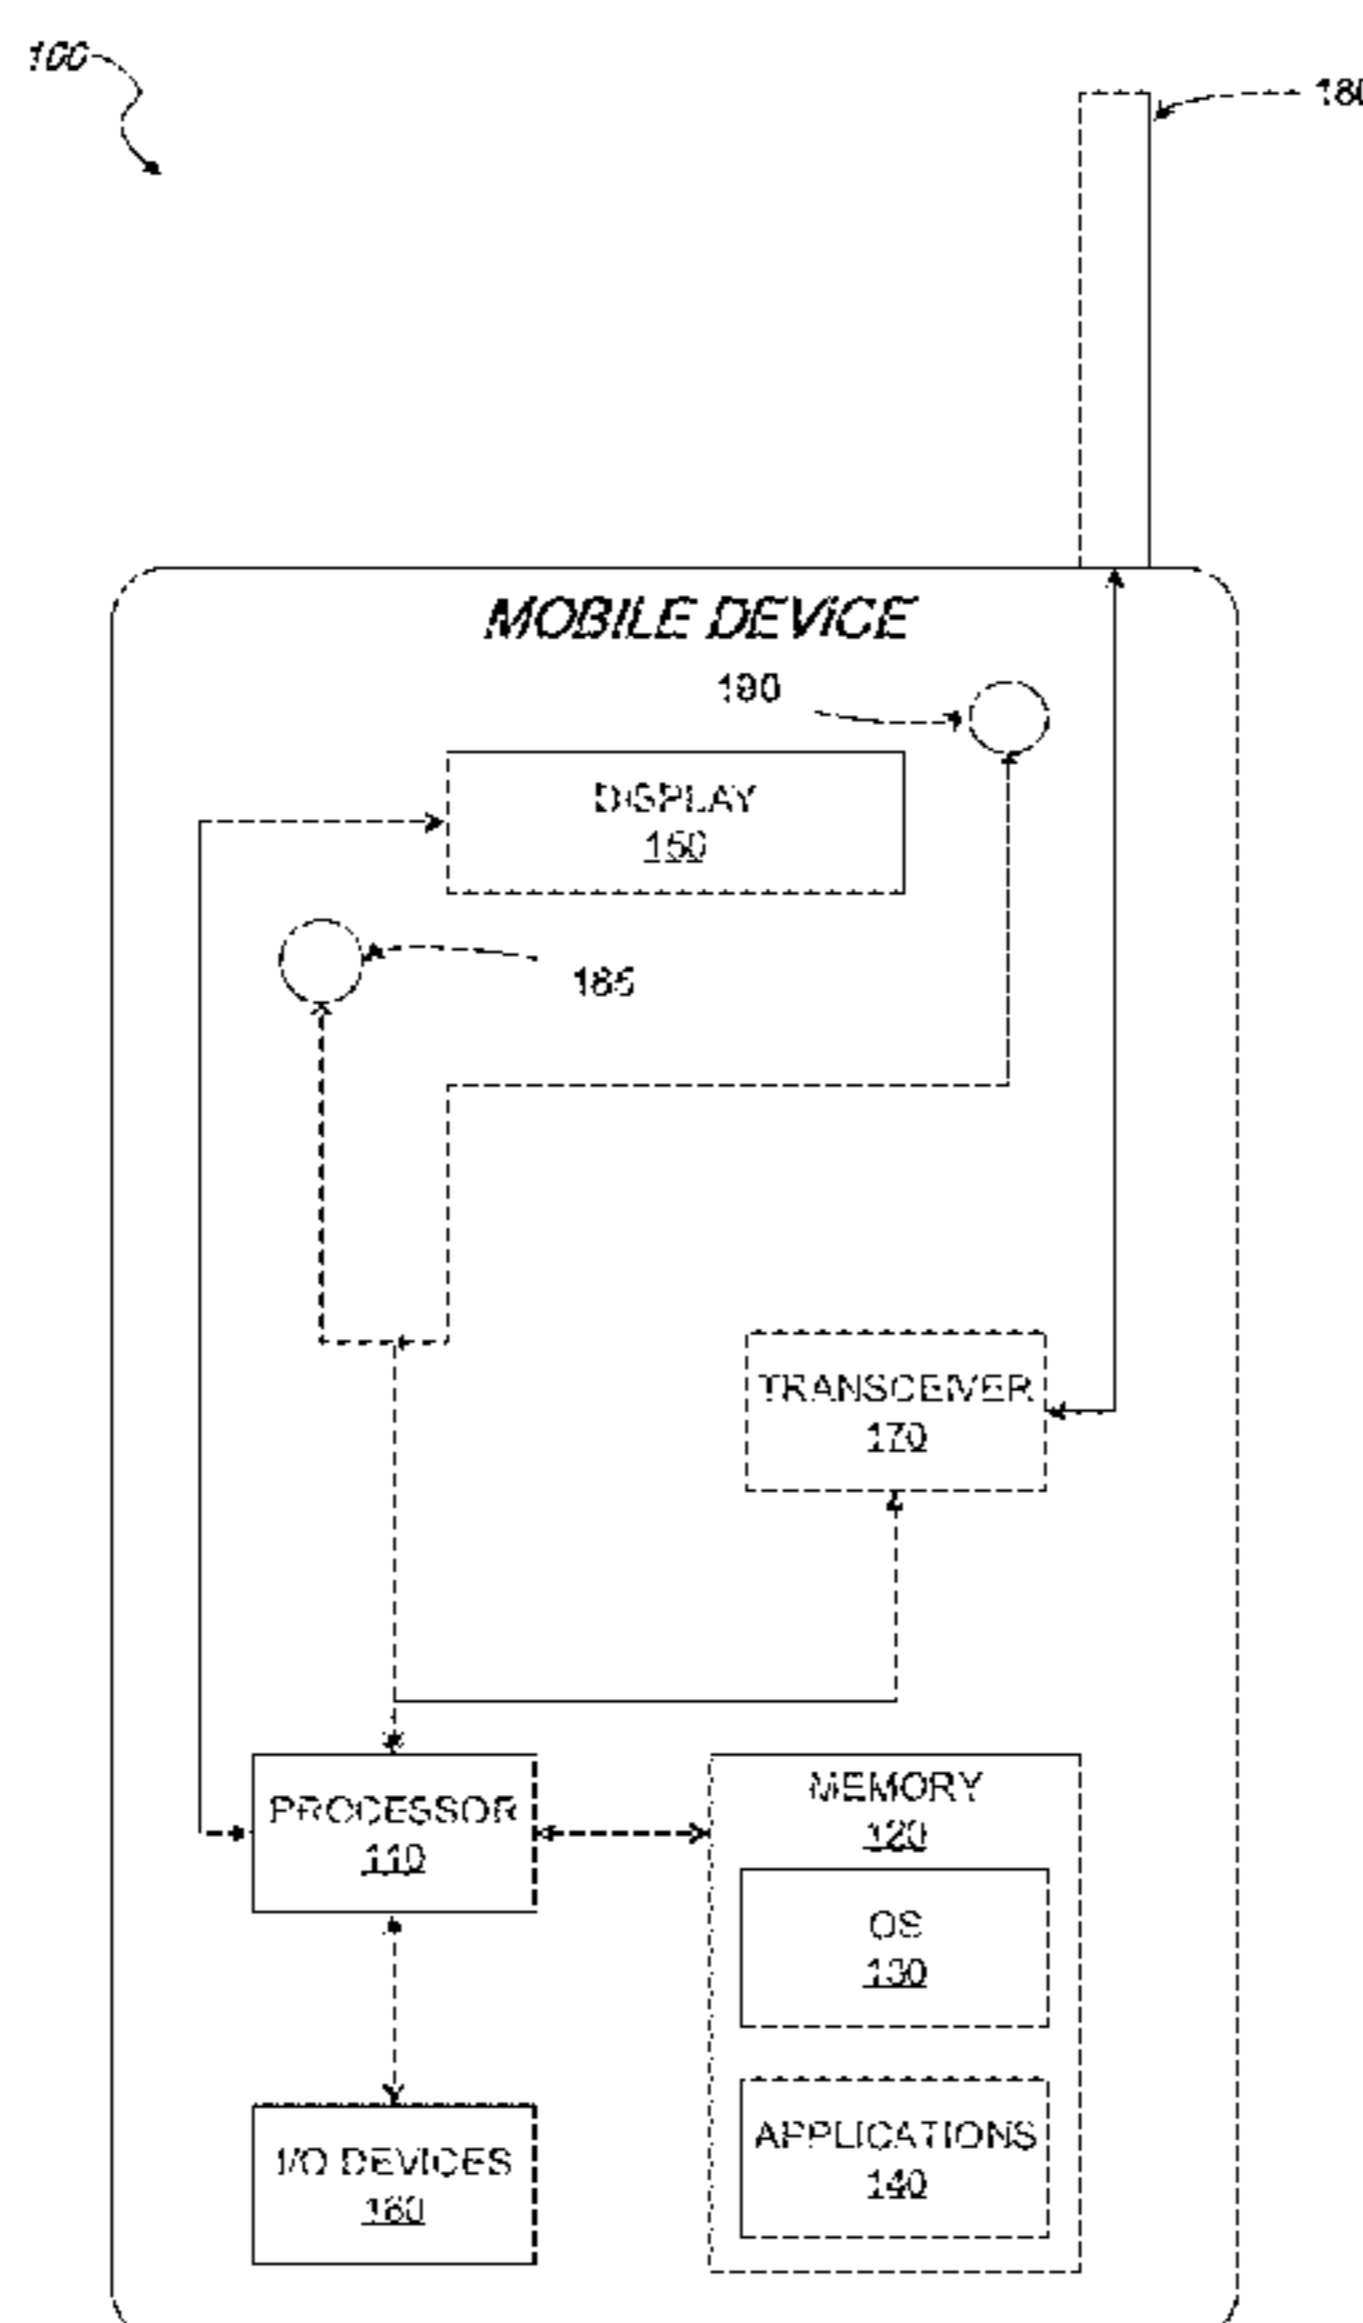 100
180
MOBILE DEVICE
190
DISPLAY
150
185
TRANSCEIVER
170
PROCESSOR
110
MEMORY
120
OS
130
APPLICATIONS
140
I/O DEVICES
160